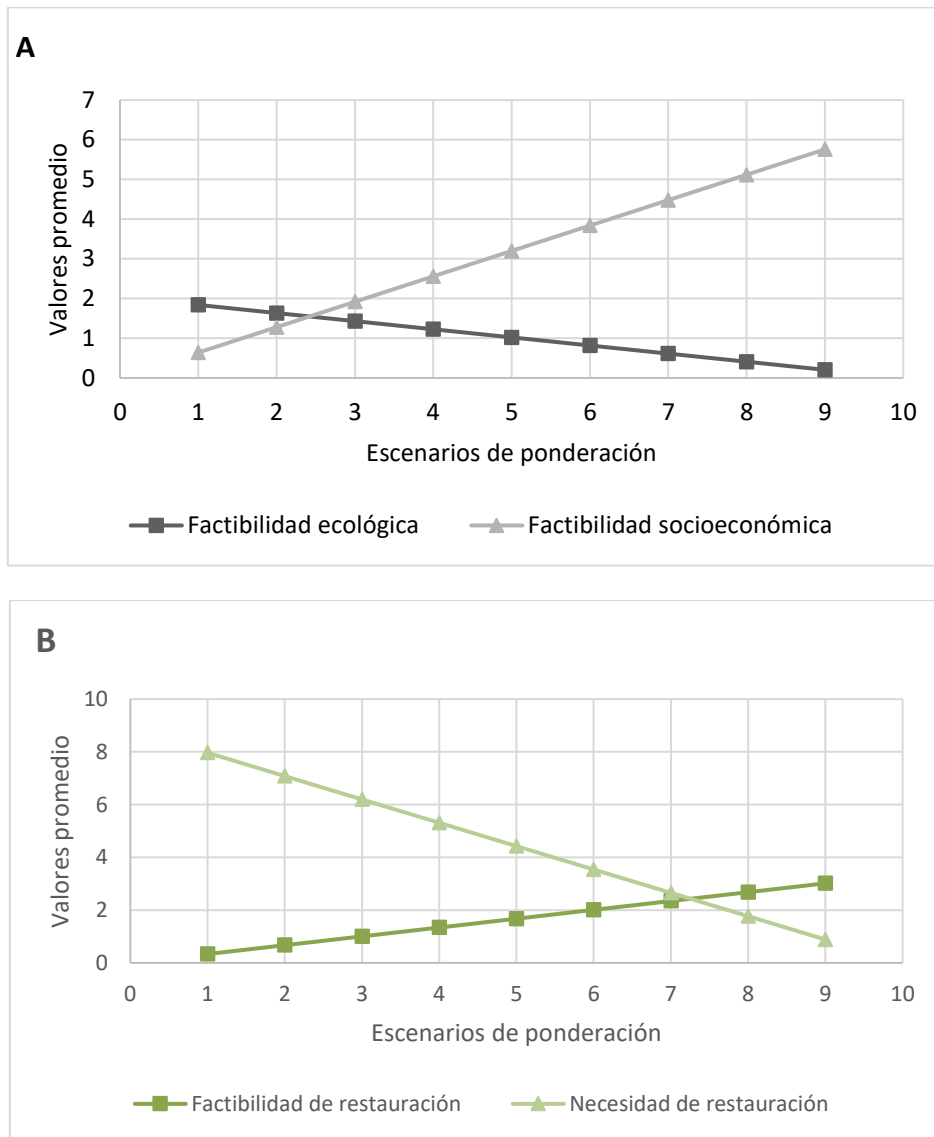 A
Valores promedio
7
6
5
4
3
2
1
0
0 1 2 3 4 5 6 7 8 9 10
Escenarios de ponderación
Factibilidad ecológica Factibilidad socioeconómica
B
Valores promedio
10
8
6
4
2
0
0 1 2 3 4 5 6 7 8 9 10
Escenarios de ponderación
Factibilidad de restauración Necesidad de restauración